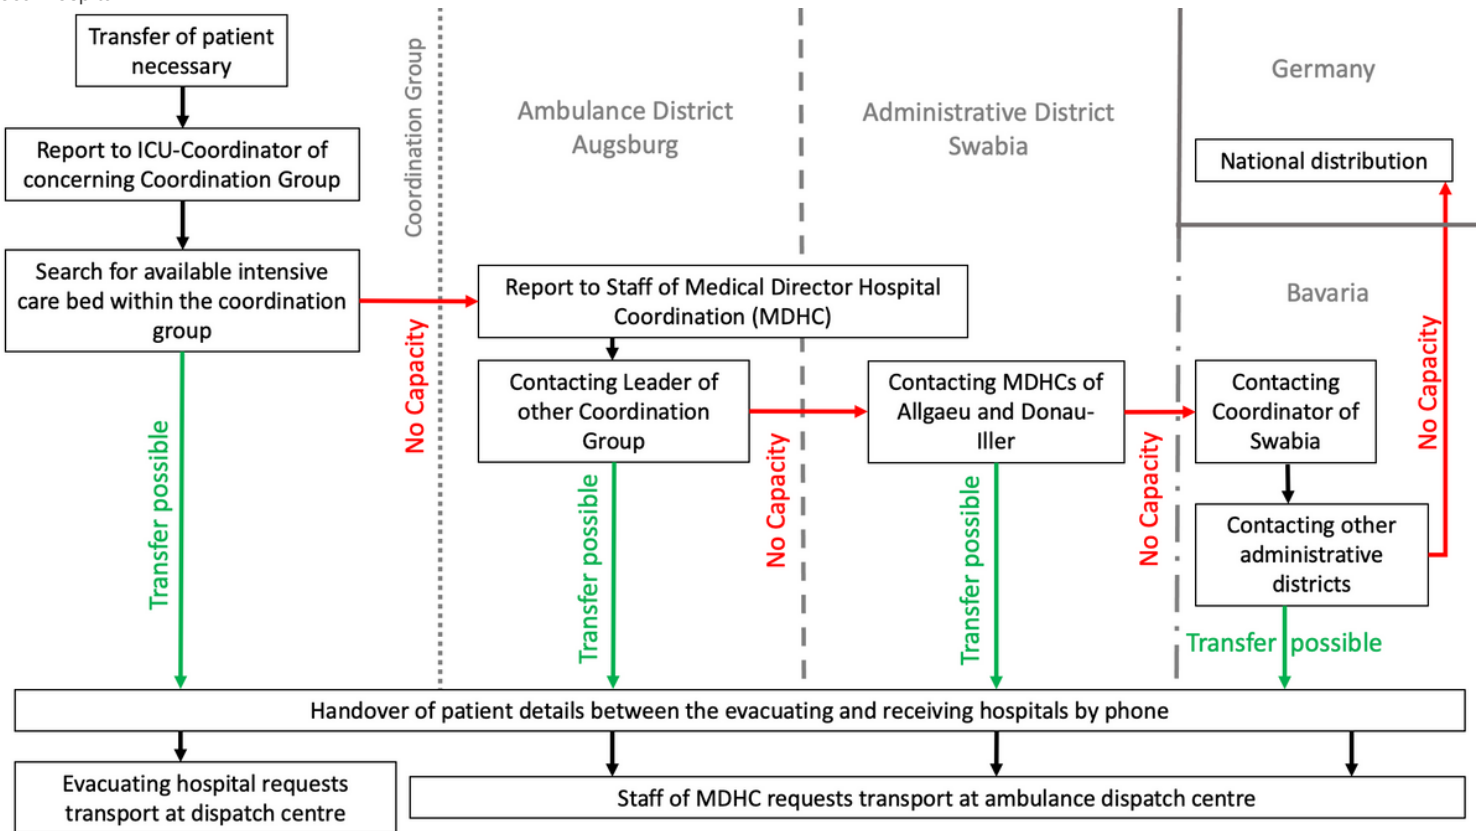 Transfer of patient
necessary
Report to ICU-Coordinator of
concerning Coordination Group
Search for available intensive
care bed within the coordination
group
Transfer possible
Coordination Group
No Capacity
Ambulance District
Augsburg
Report to Staff of Medical Director Hospital
Coordination (MDHC)
Contacting Leader of
other Coordination
Group
Transfer possible
No Capacity
Administrative District
Swabia
Contacting MDHCs of
Allgaeu and Donau-
Iller
Transfer possible
No Capacity
Germany
National distribution
Bavaria
No Capacity
Contacting
Coordinator of
Swabia
Contacting other
administrative
districts
Transfer possible
Handover of patient details between the evacuating and receiving hospitals by phone
Evacuating hospital requests
transport at dispatch centre
Staff of MDHC requests transport at ambulance dispatch centre